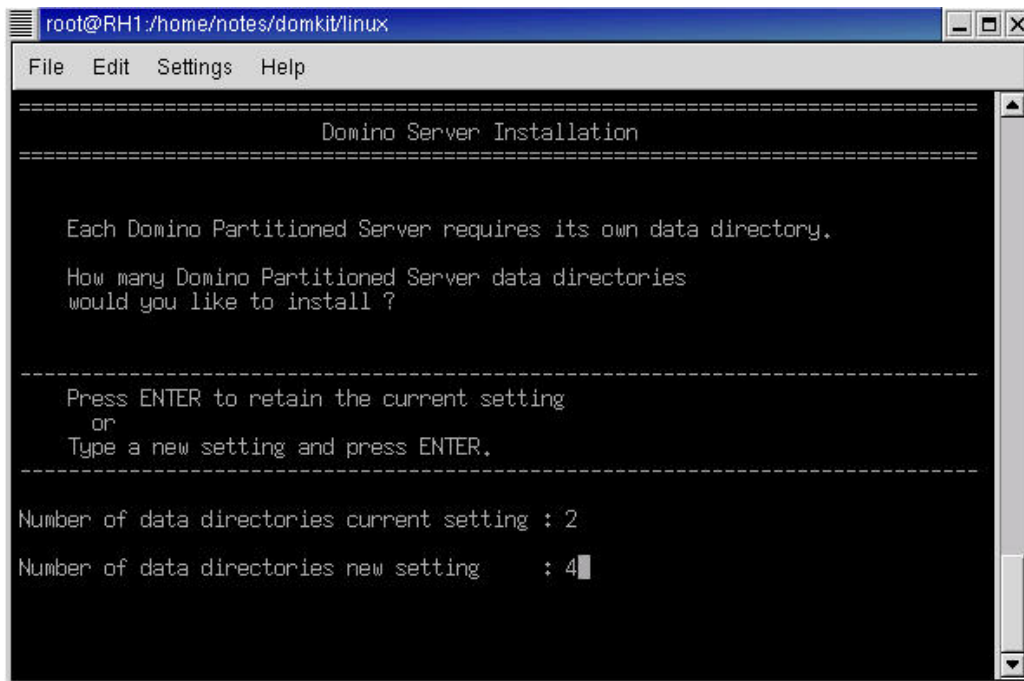 root@RH1:/home/notes/domkit/linux
File Edit Settings Help
===============================================================================
Domino Server Installation
===============================================================================
Each Domino Partitioned Server requires its own data directory.
How many Domino Partitioned Server data directories
would you like to install ?
-------------------------------------------------------------------------------
Press ENTER to retain the current setting
or
Type a new setting and press ENTER.
-------------------------------------------------------------------------------
Number of data directories current setting : 2
Number of data directories new setting : 4